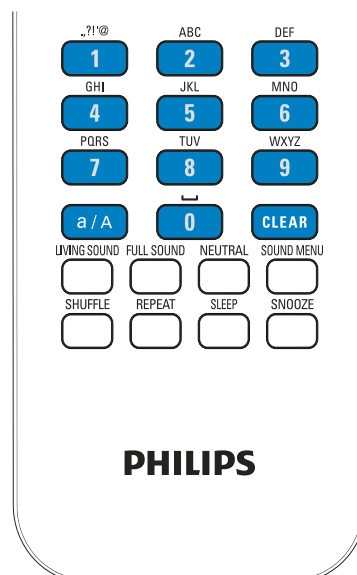 .,?!'@ ABC DEF
1 2 3
GHI JKL MNO
4 5 6
PQRS TUV WXYZ
7 8 9
a/A 0 CLEAR
LIVING SOUND FULL SOUND NEUTRAL SOUND MENU
SHUFFLE REPEAT SLEEP SNOOZE
PHILIPS